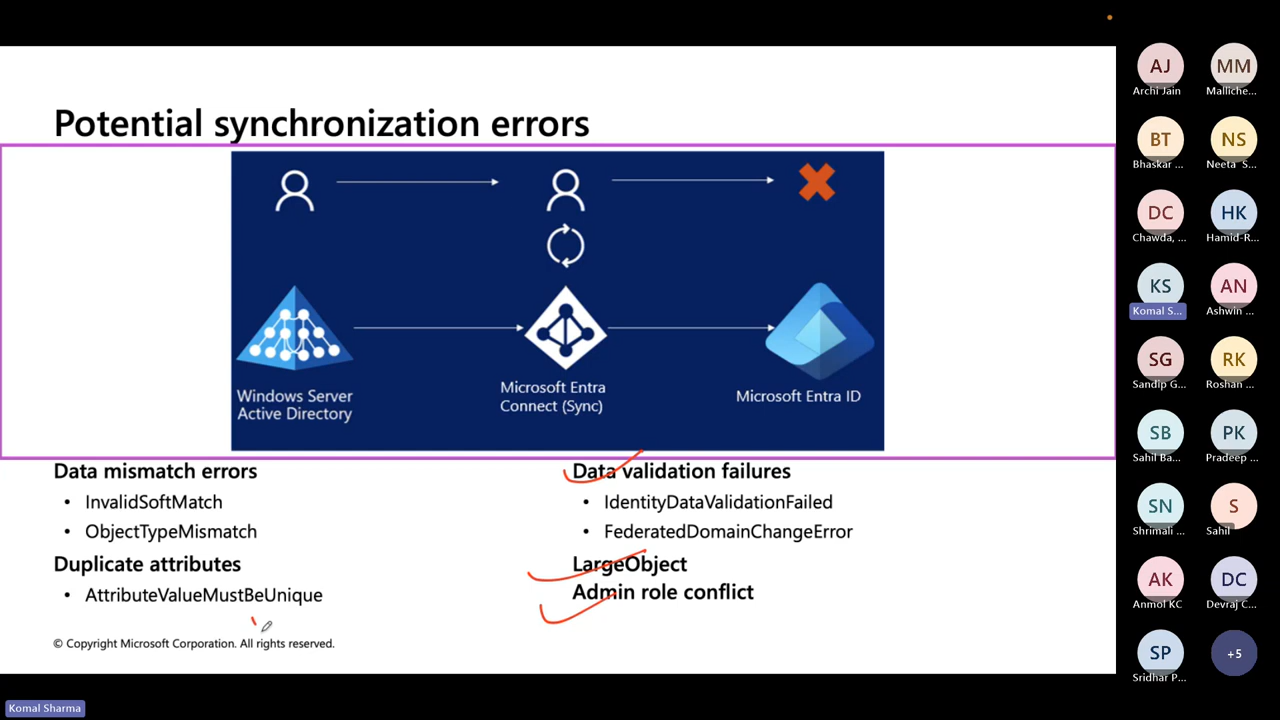 Potential synchronization errors
Windows Server
Active Directory
Microsoft Entra
Connect (Sync)
Microsoft Entra ID
Data mismatch errors
• InvalidSoftMatch
• ObjectTypeMismatch
Duplicate attributes
• AttributeValueMustBeUnique
Data validation failures
• IdentityDataValidationFailed
• FederatedDomainChangeError
LargeObject
Admin role conflict
© Copyright Microsoft Corporation. All rights reserved.
AJ
Archi Jain
MM
Malliche...
BT
Bhaskar ...
NS
Neeta S...
DC
Chawda, ...
HK
Hamid-R...
KS
Komal S...
AN
Ashwin ...
SG
Sandip G...
RK
Roshan ...
SB
Sahil Ba...
PK
Pradeep ...
SN
Shrimali ...
S
Sahil
AK
Anmol KC
DC
Devraj C...
SP
Sridhar P...
+5
Komal Sharma